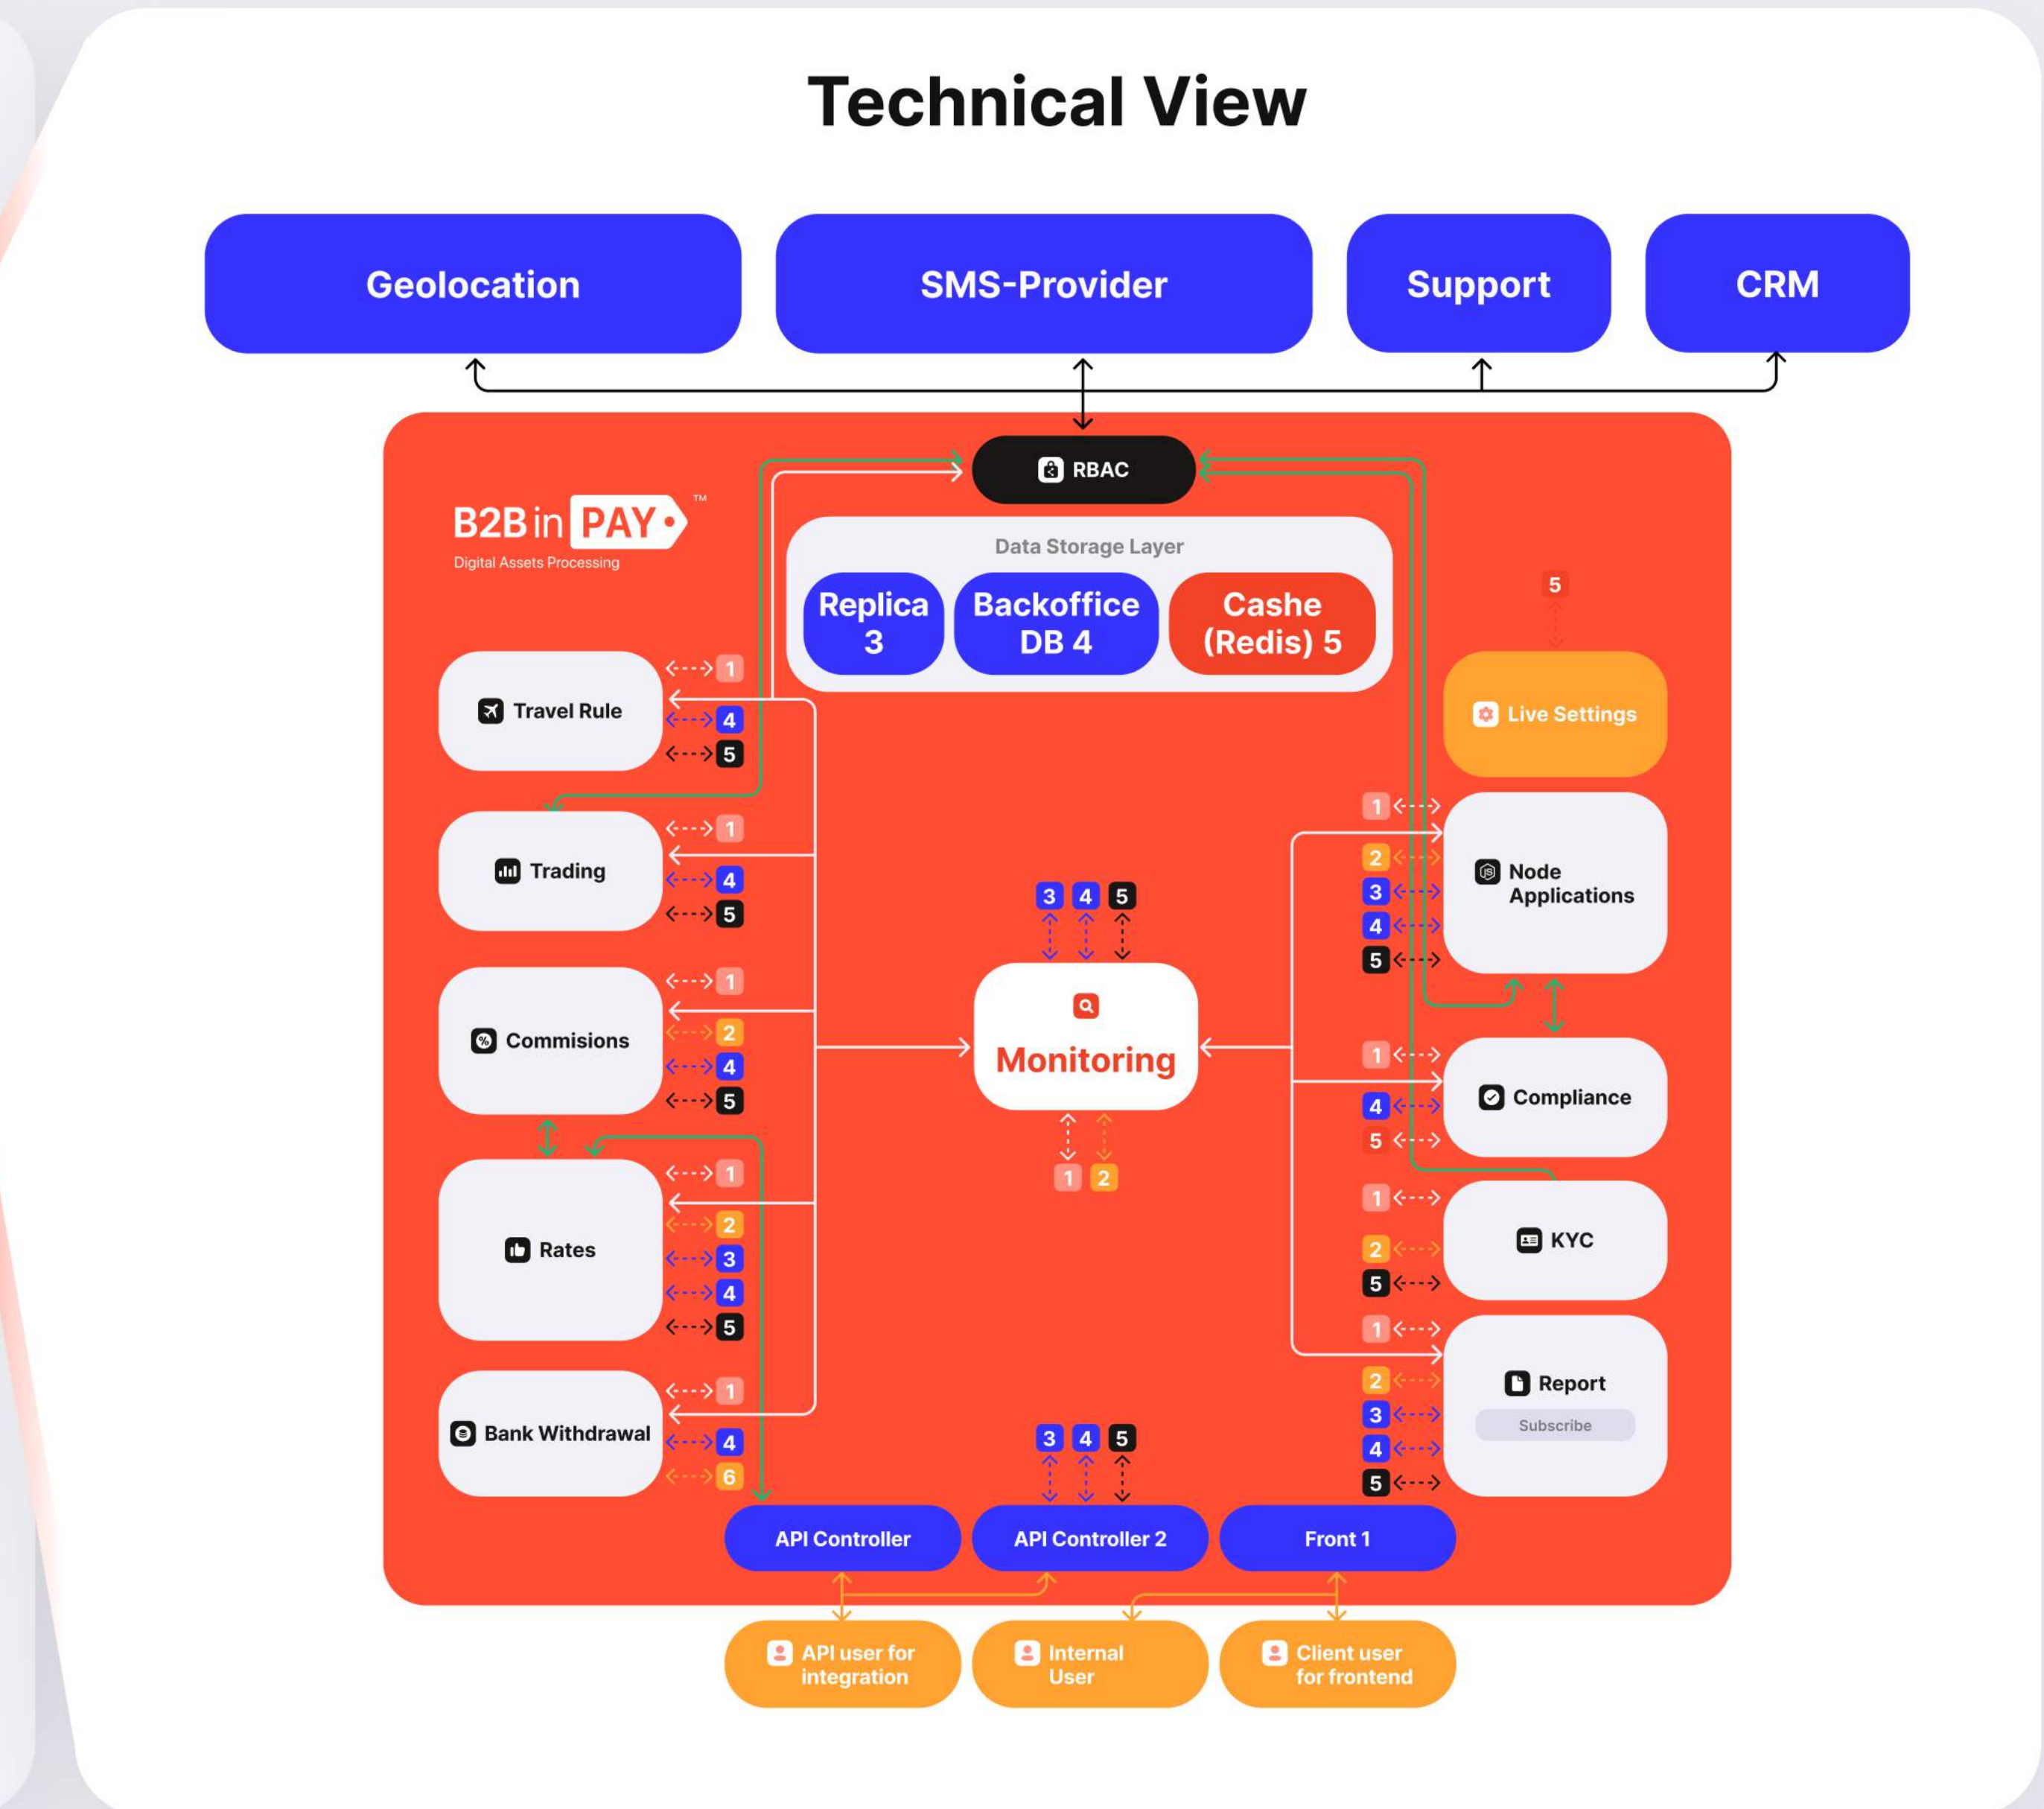 Technical View
Geolocation
SMS-Provider
Support
CRM
RBAC
B2B in PAY ™
Digital Assets Processing
Data Storage Layer
Replica
3
Backoffice
DB 4
Cashe
(Redis) 5
5
Live Settings
Travel Rule
1
4
5
Trading
1
4
5
Commisions
1
2
4
5
Rates
1
2
3
4
5
Bank Withdrawal
1
4
6
3 4 5
Monitoring
1 2
1
2
3
4
5
Node
Applications
1
4
5
Compliance
1
2
5
KYC
1
2
3
4
5
Report
Subscribe
3 4 5
API Controller
API Controller 2
Front 1
API user for
integration
Internal
User
Client user
for frontend